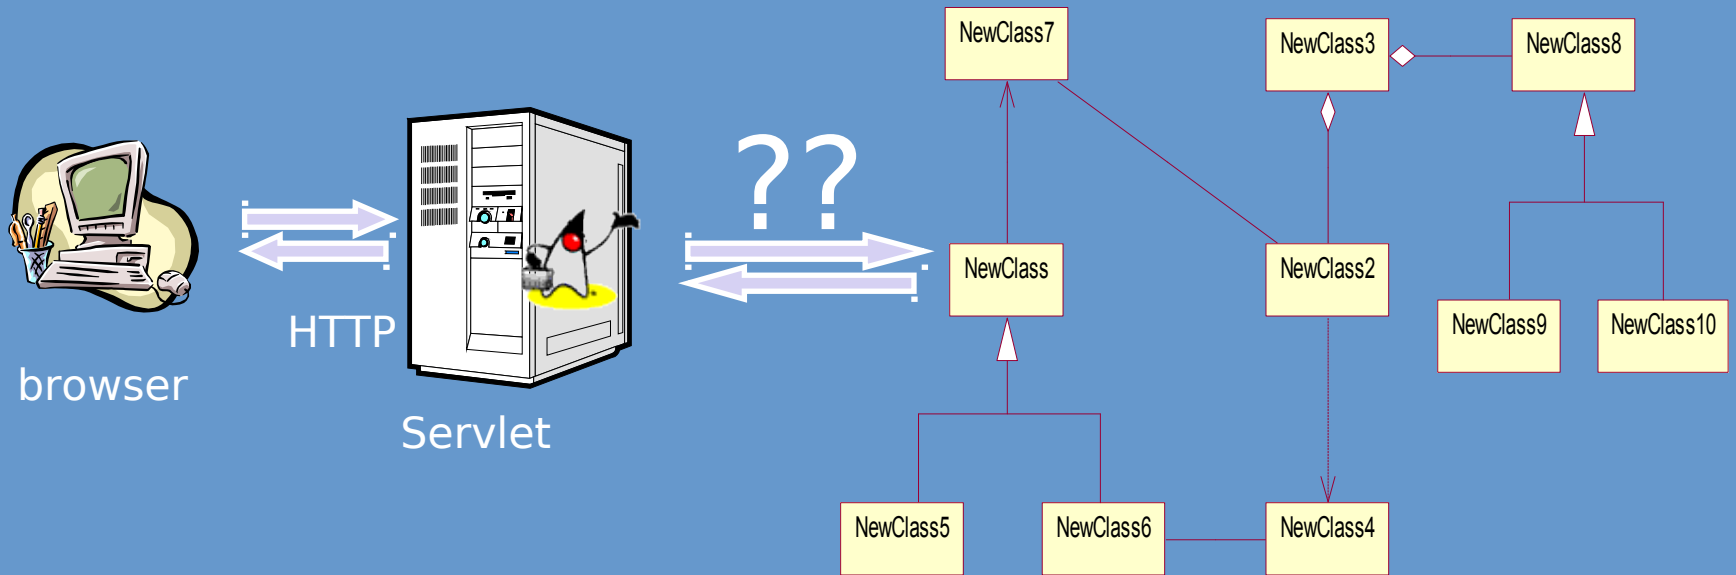 NewClass7
NewClass3
NewClass8
??
NewClass
NewClass2
HTTP
NewClass9
NewClass10
browser
Servlet
NewClass5
NewClass6
NewClass4